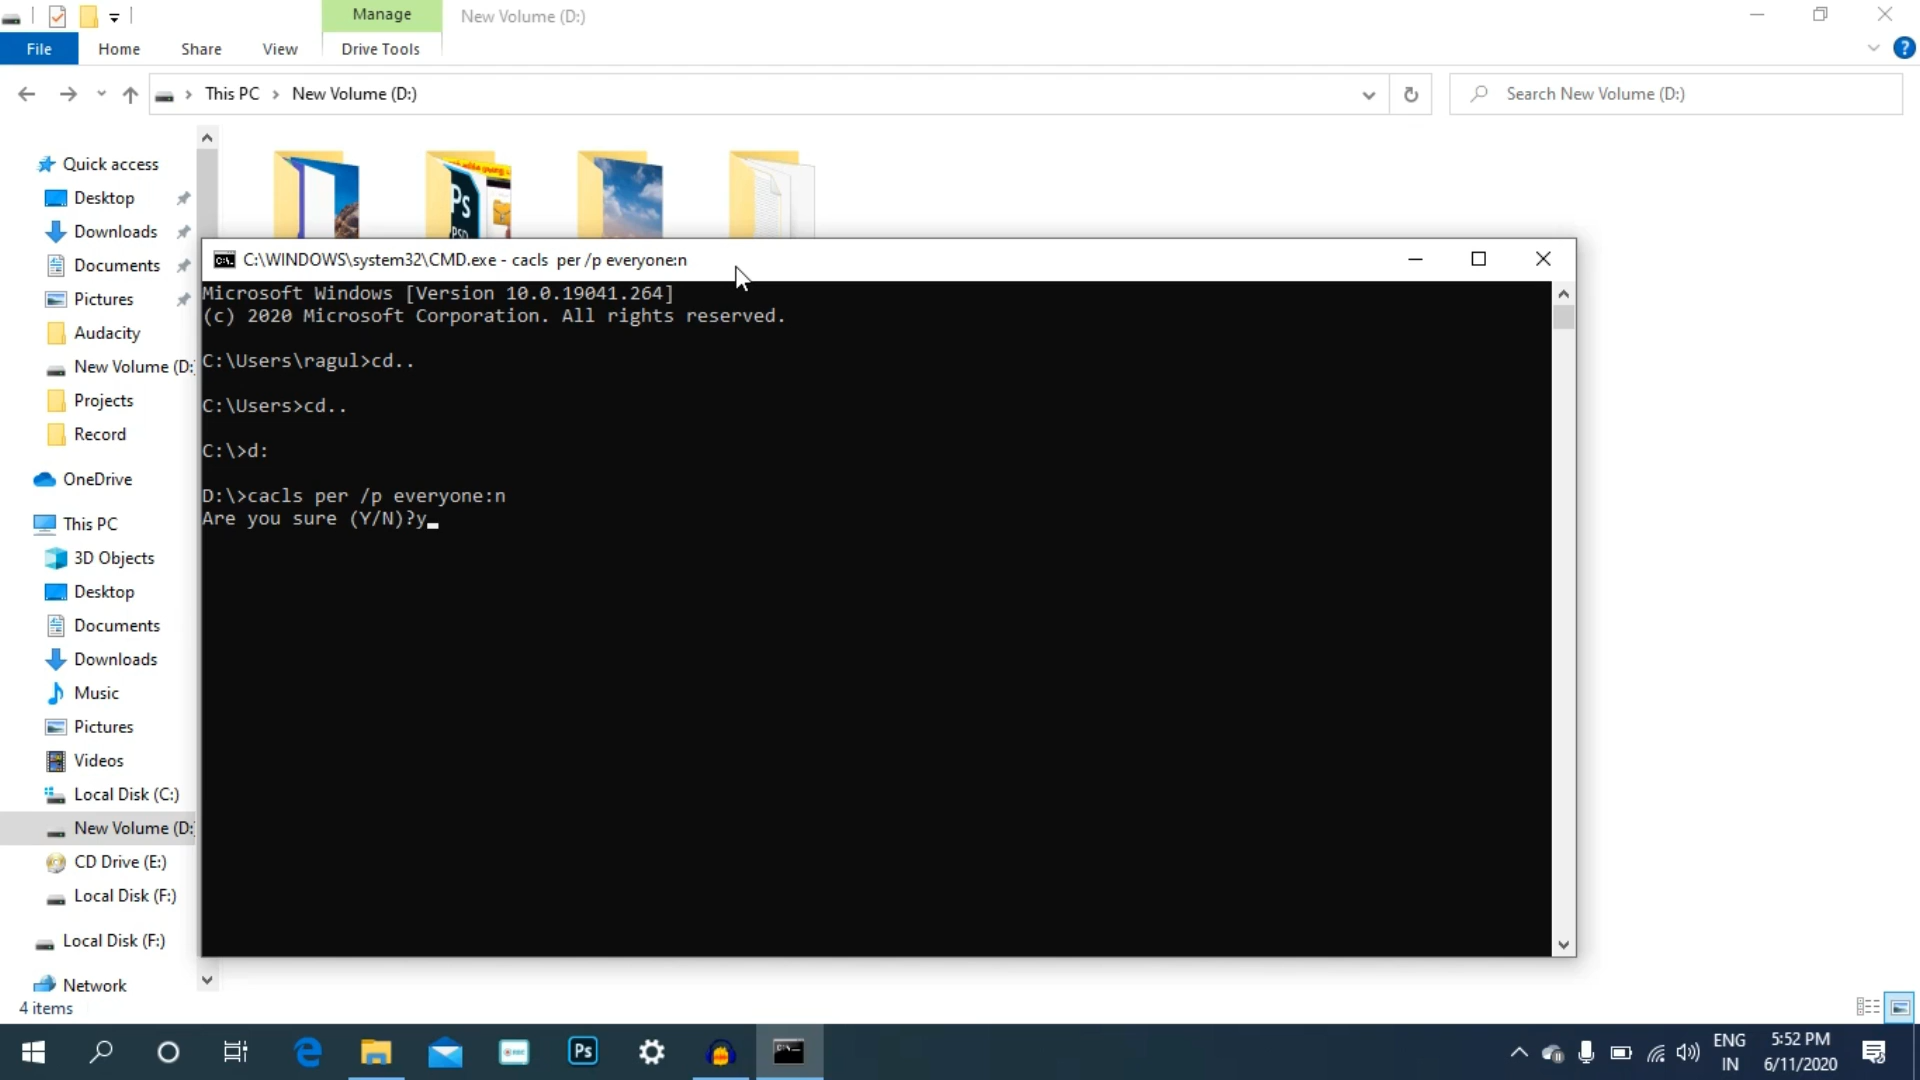 Manage
New Volume (D:)
File
Home
Share
View
Drive Tools
This PC
New Volume (D:)
Search New Volume (D:)
Quick access
Desktop
Downloads
Documents
Pictures
Audacity
New Volume (D:
Projects
Record
OneDrive
This PC
3D Objects
Desktop
Documents
Downloads
Music
Pictures
Videos
Local Disk (C:)
New Volume (D:
CD Drive (E:)
Local Disk (F:)
Local Disk (F:)
Network
4 items
Ps
PSD
C:\WINDOWS\system32\CMD.exe - cacls  per /p everyone:n
Microsoft Windows [Version 10.0.19041.264]
(c) 2020 Microsoft Corporation. All rights reserved.
C:\Users\ragul>cd..
C:\Users>cd..
C:\>d:
D:\>cacls per /p everyone:n
Are you sure (Y/N)?y
Ps
ENG
IN
5:52 PM
6/11/2020